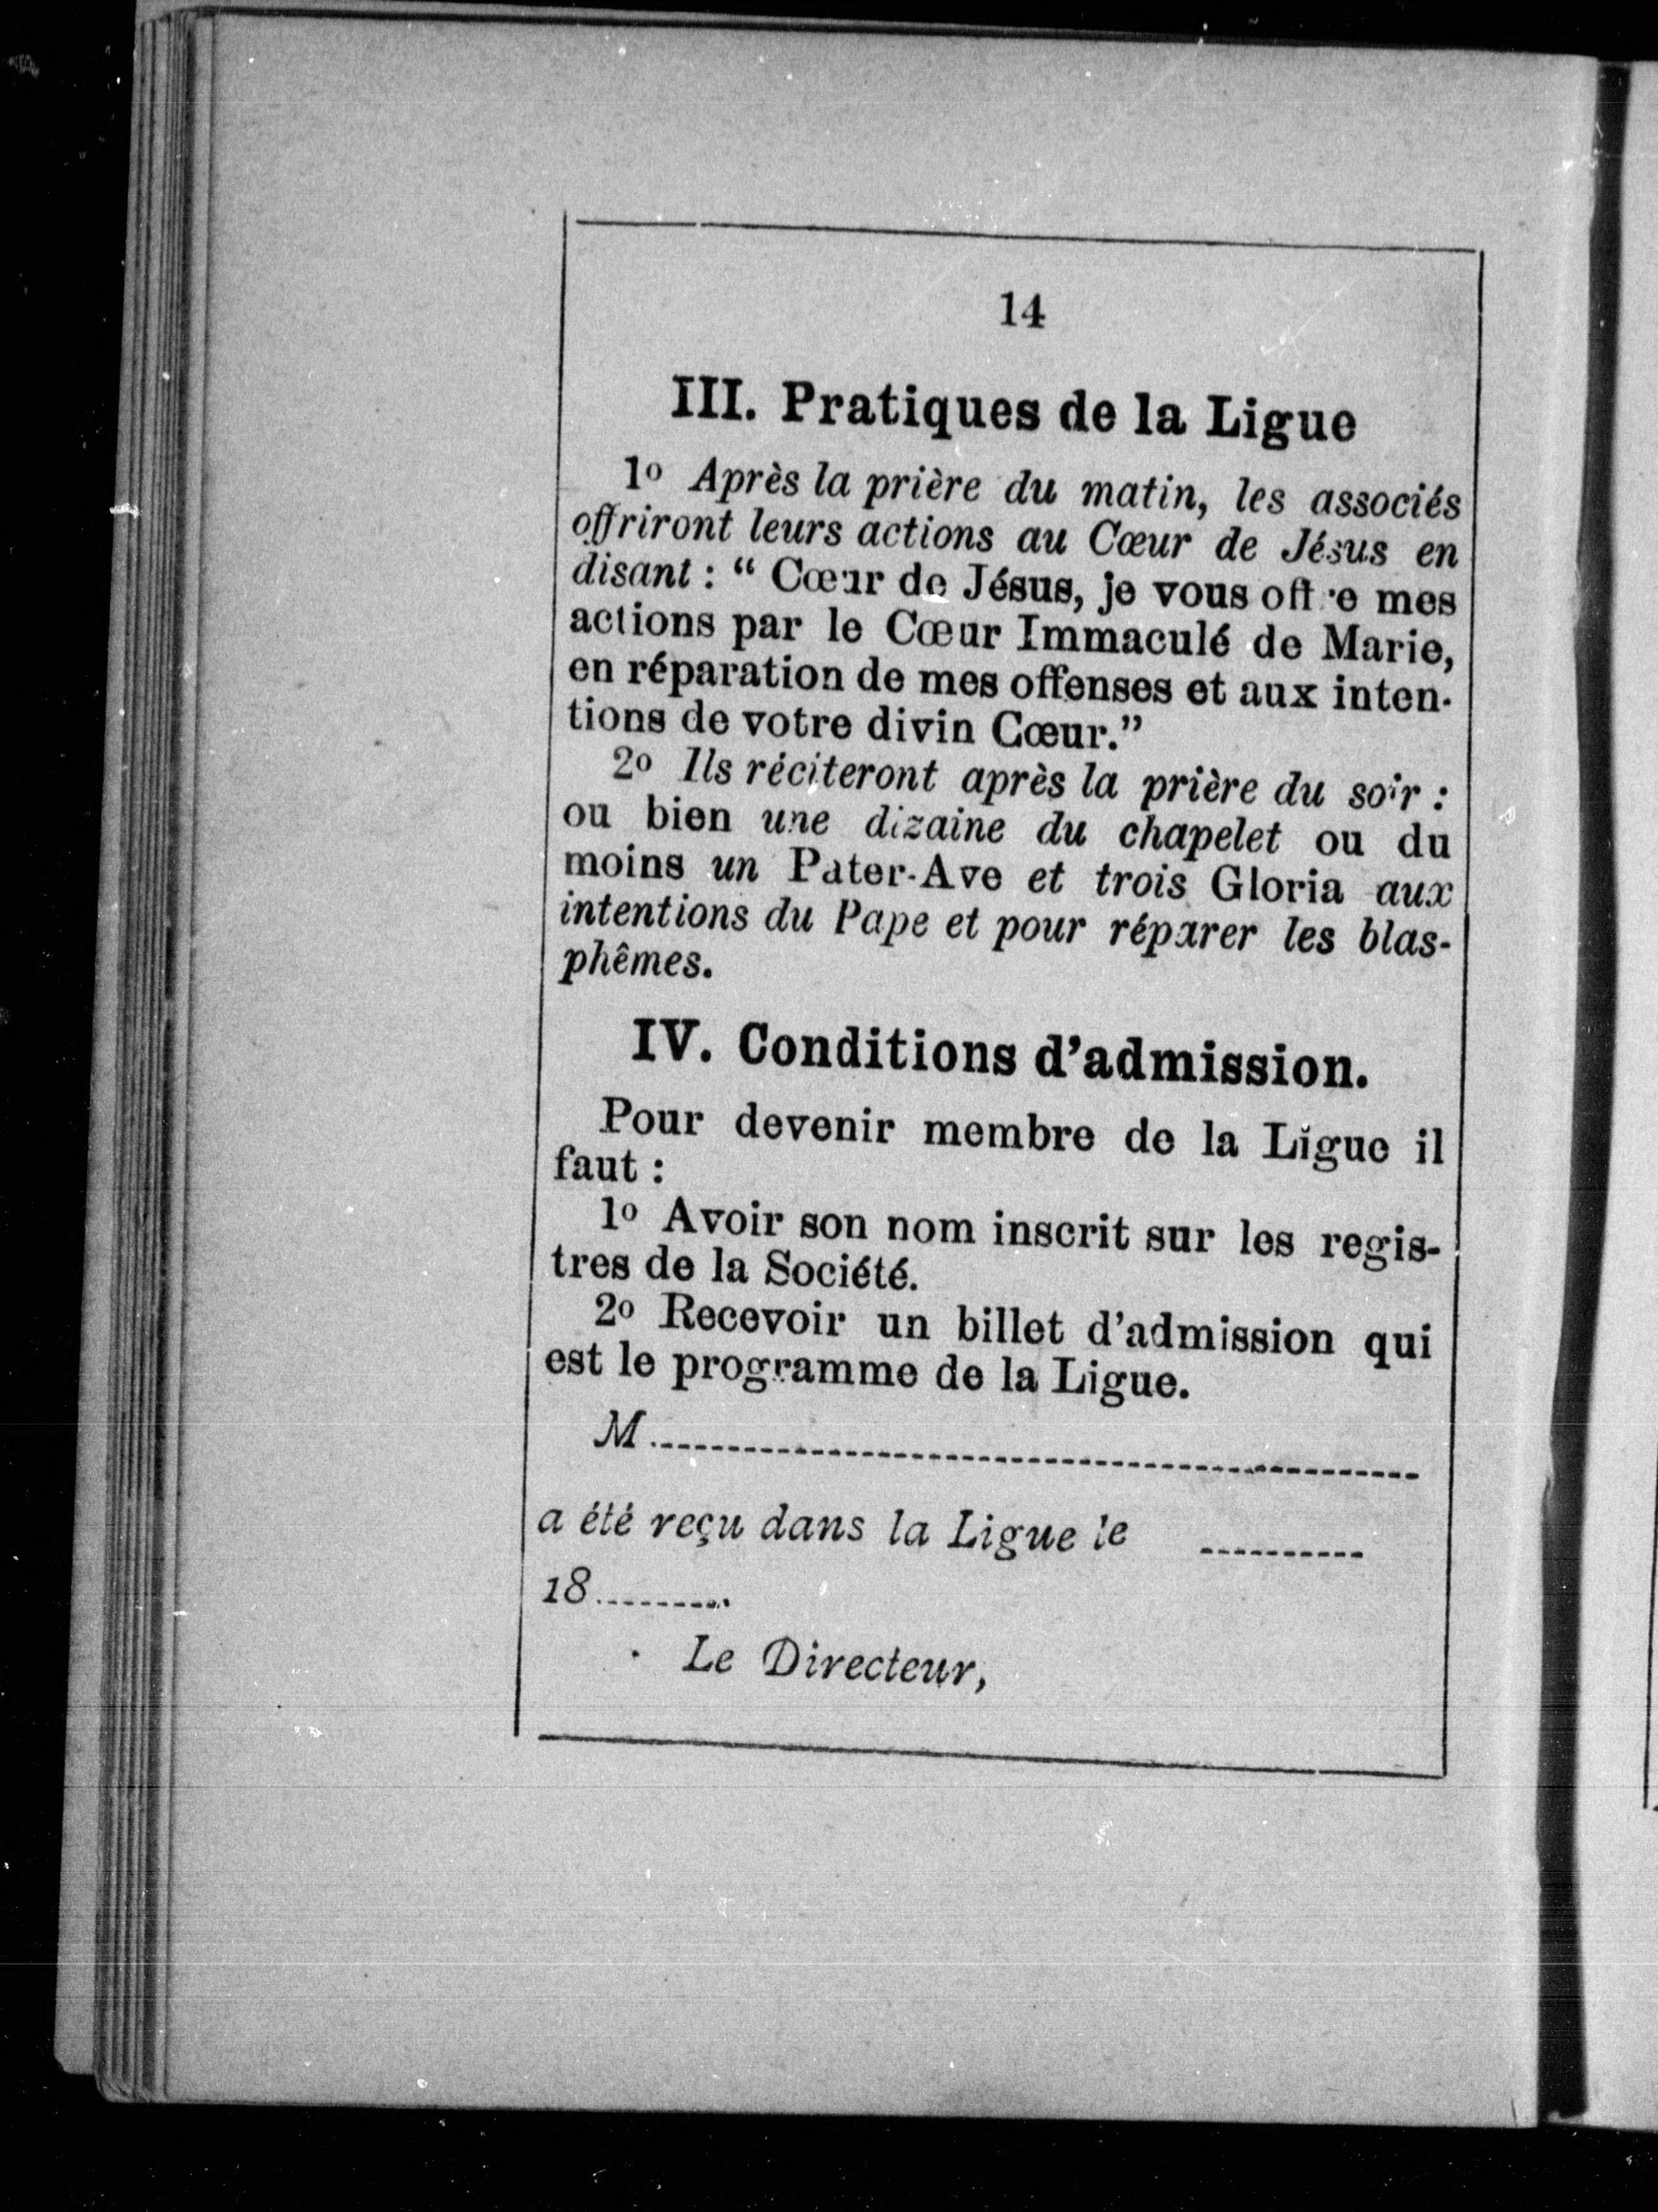 14
III. Pratiques de la Ligue
1º Après la prière du matin, les associés
offriront leurs actions au Cœur de Jésus en
disant : “ Cœur de Jésus, je vous offre mes
actions par le Cœur Immaculé de Marie,
en réparation de mes offenses et aux inten-
tions de votre divin Cœur.”
2º Ils réciteront après la prière du soir :
ou bien une dizaine du chapelet ou du
moins un Pater-Ave et trois Gloria aux
intentions du Pape et pour réparer les blas-
phêmes.
IV. Conditions d’admission.
Pour devenir membre de la Ligue il
faut :
1º Avoir son nom inscrit sur les regis-
tres de la Société.
2º Recevoir un billet d’admission qui
est le programme de la Ligue.
M..........
a été reçu dans la Ligue le ..........
18..........
Le Directeur,